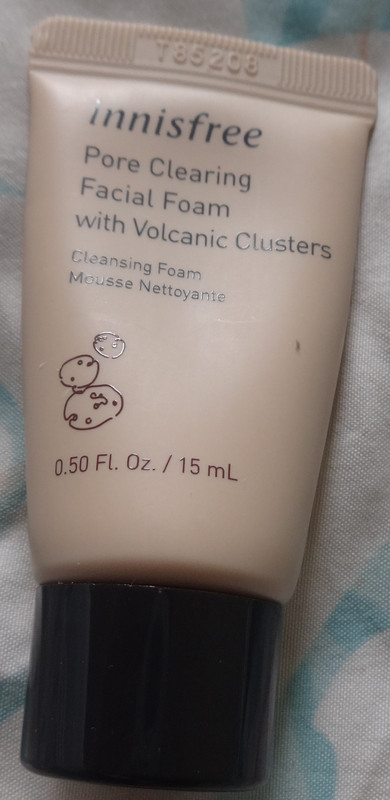 T85208
innisfree
Pore Clearing
Facial Foam
with Volcanic Clusters
Cleansing Foam
Mousse Nettoyante
0.50 Fl. Oz. / 15 mL